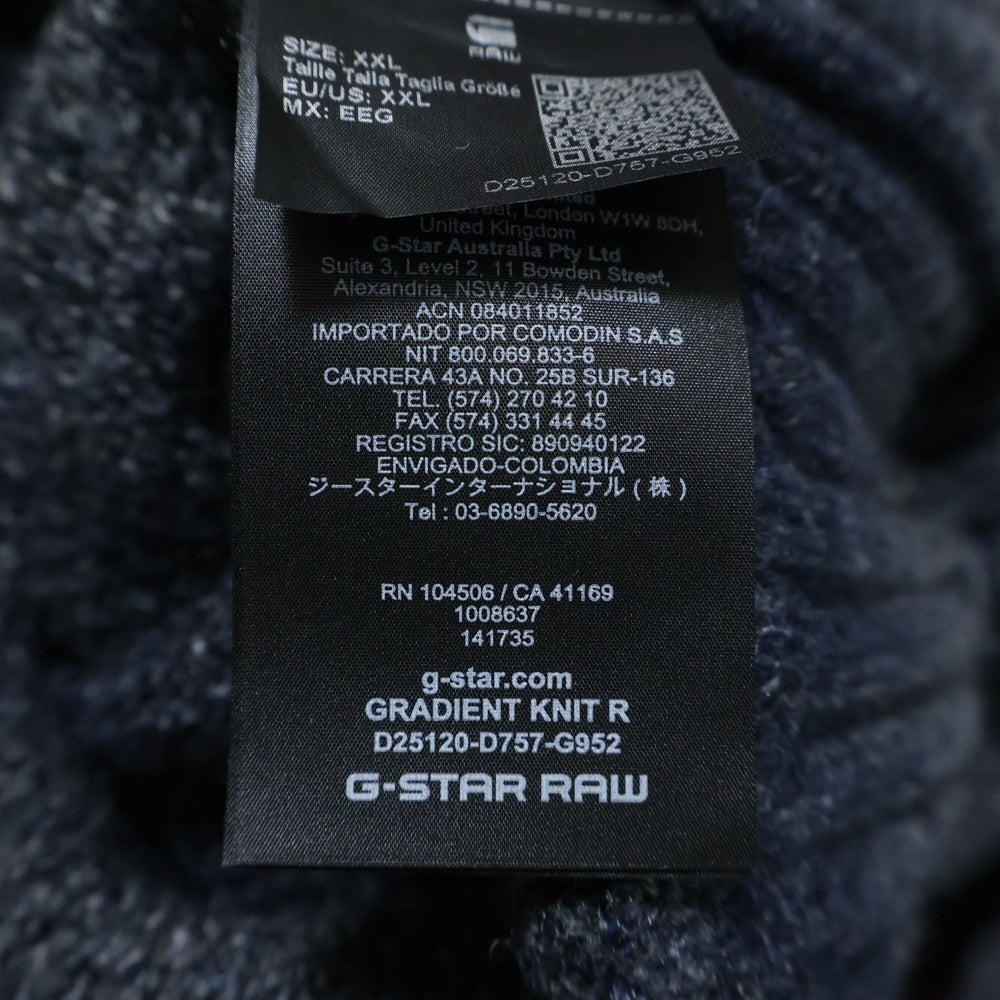 RAW
SIZE: XXL
Taille Talla Taglia Größe
EU/US: XXL
MX: EEG
D25120-D757-G952
Street, London W1W 8DH,
United Kingdom
G-Star Australia Pty Ltd
Suite 3, Level 2, 11 Bowden Street,
Alexandria, NSW 2015, Australia
ACN 084011852
IMPORTADO POR COMODIN S.A.S
NIT 800.069.833-6
CARRERA 43A NO. 25B SUR-136
TEL. (574) 270 42 10
FAX (574) 331 44 45
REGISTRO SIC: 890940122
ENVIGADO-COLOMBIA
ジースターインターナショナル(株)
Tel : 03-6890-5620
RN 104506 / CA 41169
1008637
141735
g-star.com
GRADIENT KNIT R
D25120-D757-G952
G-STAR RAW